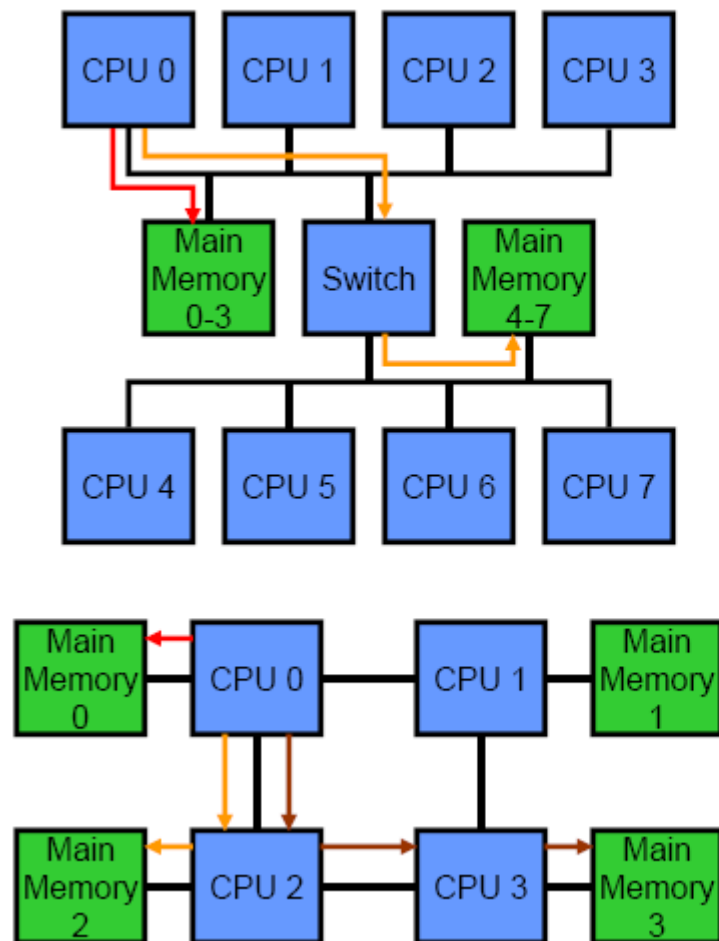 CPU 0
CPU 1
CPU 2
CPU 3
Main
Memory
0-3
Switch
Main
Memory
4-7
CPU 4
CPU 5
CPU 6
CPU 7
Main
Memory
0
CPU 0
CPU 1
Main
Memory
1
Main
Memory
2
CPU 2
CPU 3
Main
Memory
3